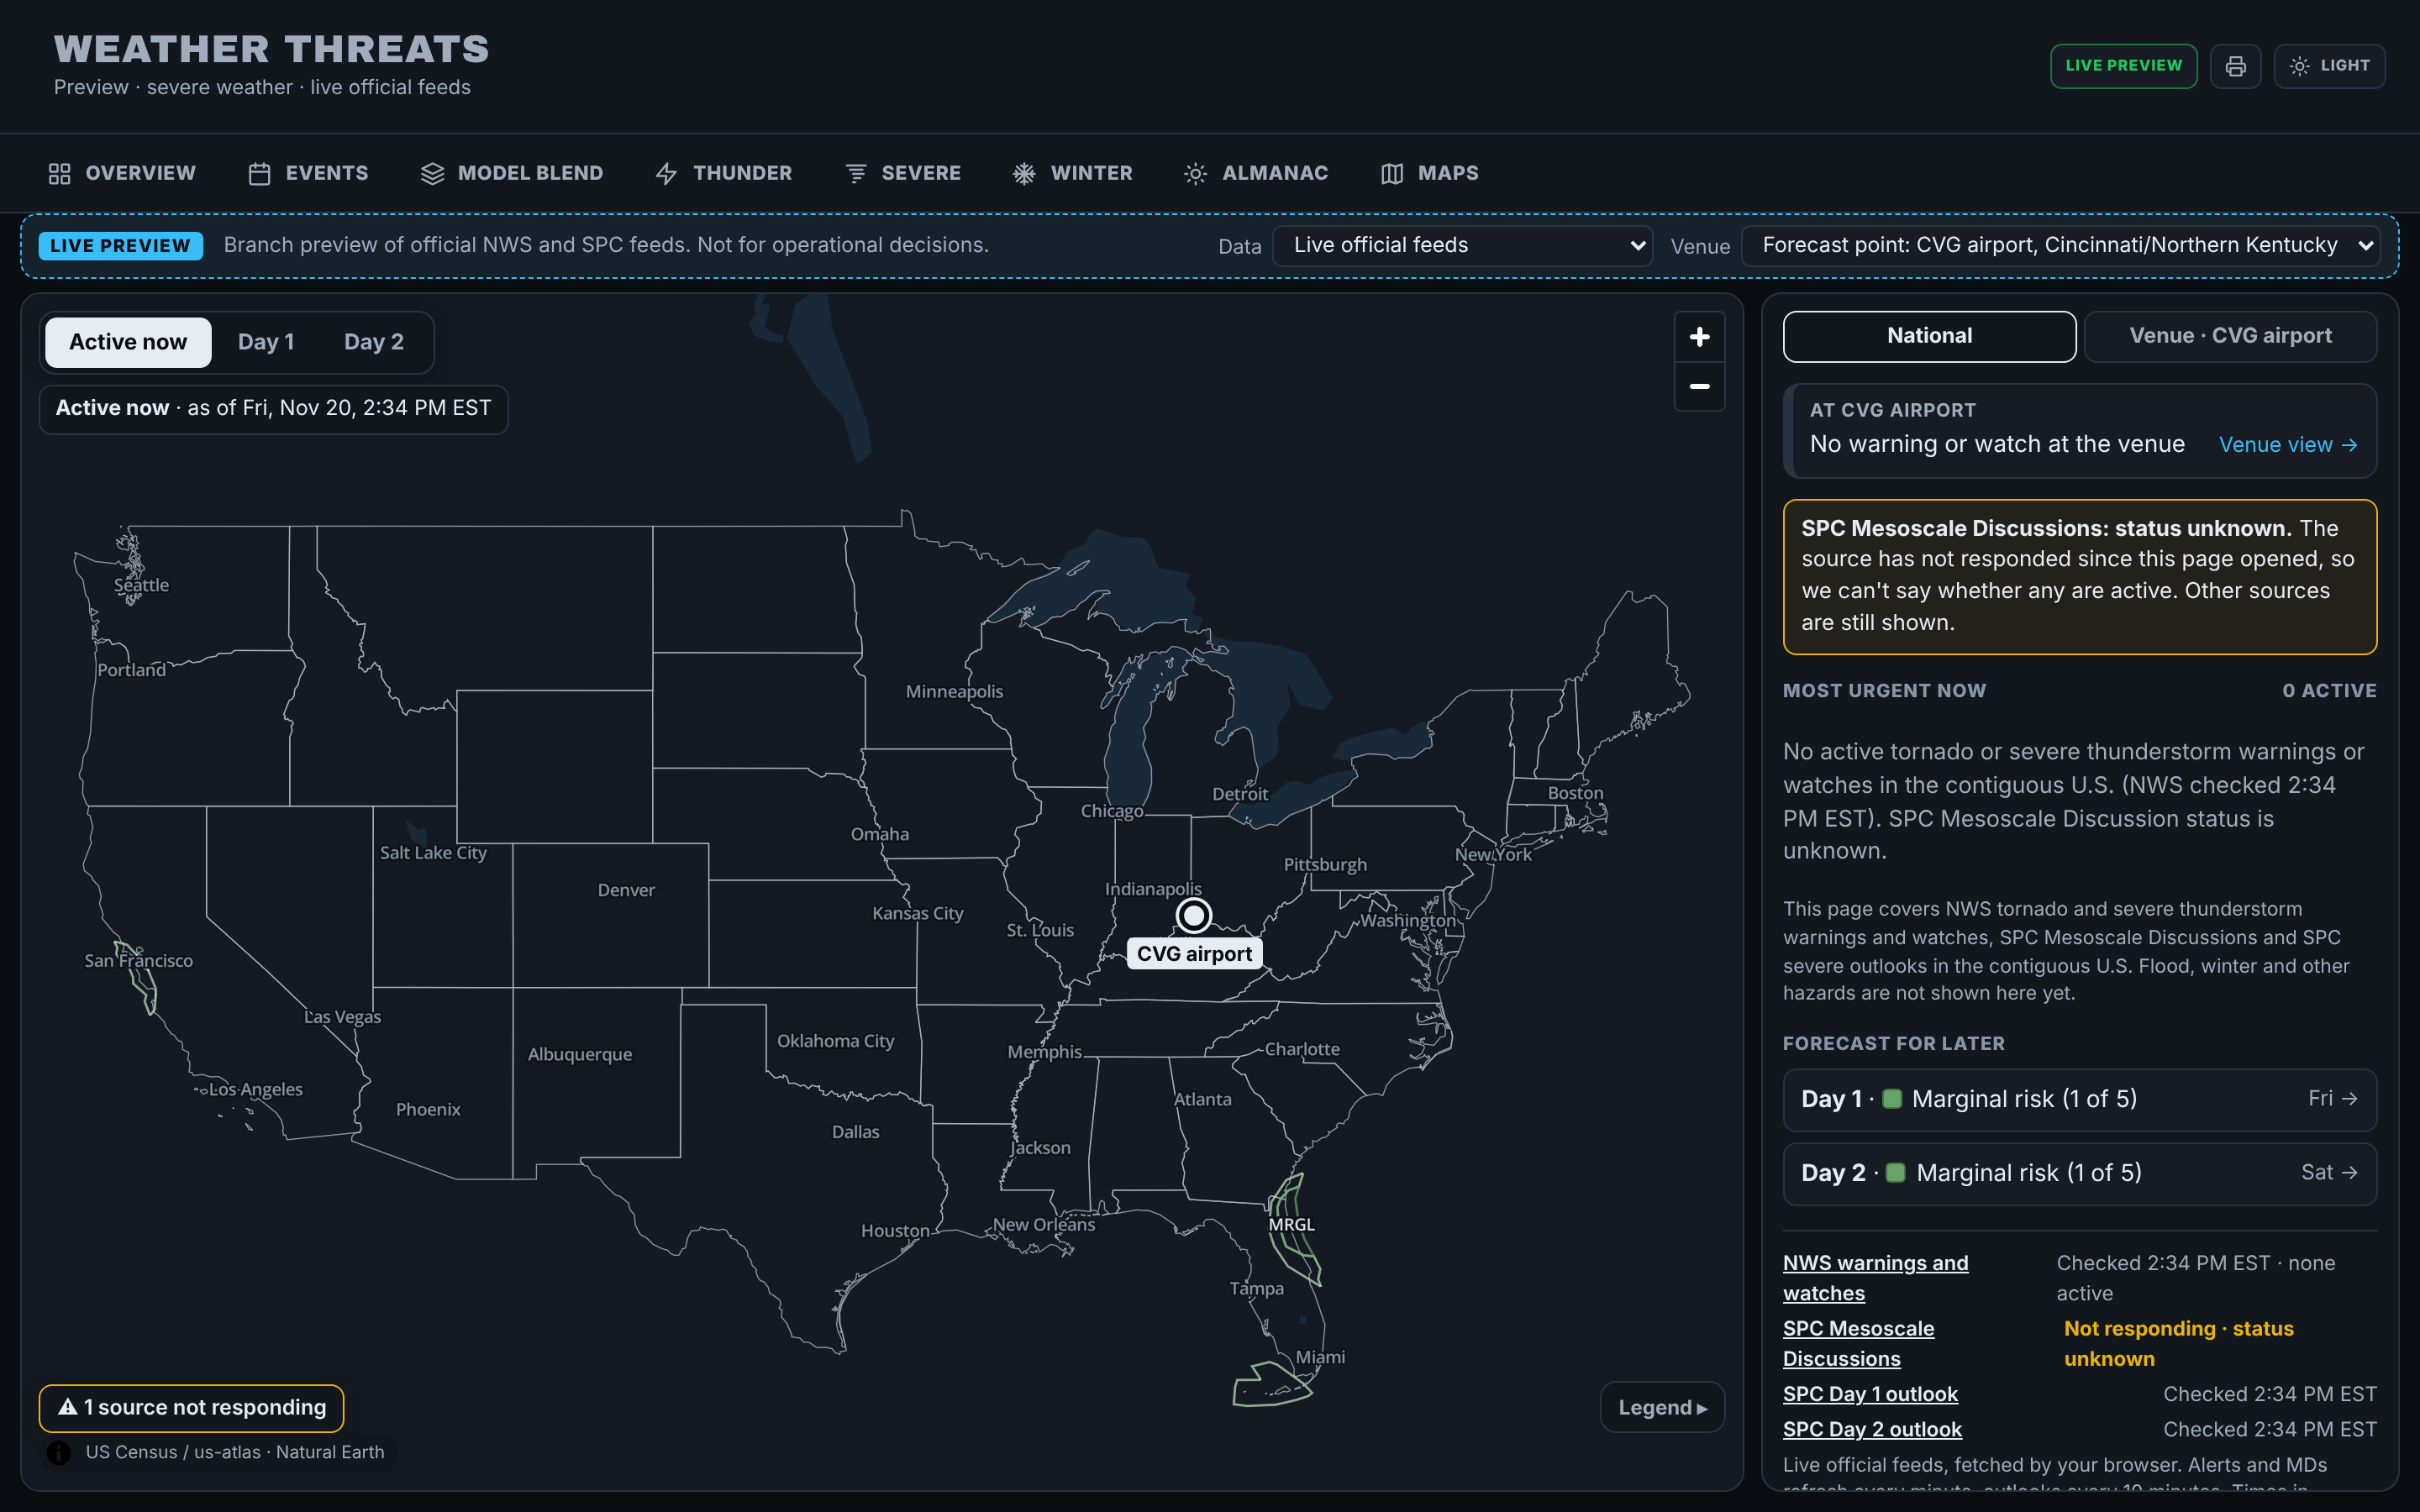 WEATHER THREATS
Preview · severe weather · live official feeds
LIVE PREVIEW
LIGHT
OVERVIEW
EVENTS
MODEL BLEND
THUNDER
SEVERE
WINTER
ALMANAC
MAPS
LIVE PREVIEW
Branch preview of official NWS and SPC feeds. Not for operational decisions.
Data
Live official feeds
Venue
Forecast point: CVG airport, Cincinnati/Northern Kentucky
Active now
Day 1
Day 2
Active now · as of Fri, Nov 20, 2:34 PM EST
+
−
Seattle
Portland
Minneapolis
Detroit
Boston
Chicago
Omaha
Salt Lake City
New York
Pittsburgh
Denver
Indianapolis
Kansas City
Washington
St. Louis
CVG airport
San Francisco
Las Vegas
Oklahoma City
Albuquerque
Memphis
Charlotte
Los Angeles
Phoenix
Atlanta
Dallas
Jackson
Houston
New Orleans
MRGL
Tampa
Miami
1 source not responding
Legend ▸
US Census / us-atlas · Natural Earth
National
Venue · CVG airport
AT CVG AIRPORT
No warning or watch at the venue
Venue view →
SPC Mesoscale Discussions: status unknown. The
source has not responded since this page opened, so
we can't say whether any are active. Other sources
are still shown.
MOST URGENT NOW
0 ACTIVE
No active tornado or severe thunderstorm warnings or
watches in the contiguous U.S. (NWS checked 2:34
PM EST). SPC Mesoscale Discussion status is
unknown.
This page covers NWS tornado and severe thunderstorm
warnings and watches, SPC Mesoscale Discussions and SPC
severe outlooks in the contiguous U.S. Flood, winter and other
hazards are not shown here yet.
FORECAST FOR LATER
Day 1 · Marginal risk (1 of 5)
Fri →
Day 2 · Marginal risk (1 of 5)
Sat →
NWS warnings and
watches
Checked 2:34 PM EST · none
active
SPC Mesoscale
Discussions
Not responding · status
unknown
SPC Day 1 outlook
Checked 2:34 PM EST
SPC Day 2 outlook
Checked 2:34 PM EST
Live official feeds, fetched by your browser. Alerts and MDs
refresh every minute, outlooks every 10 minutes. Times in